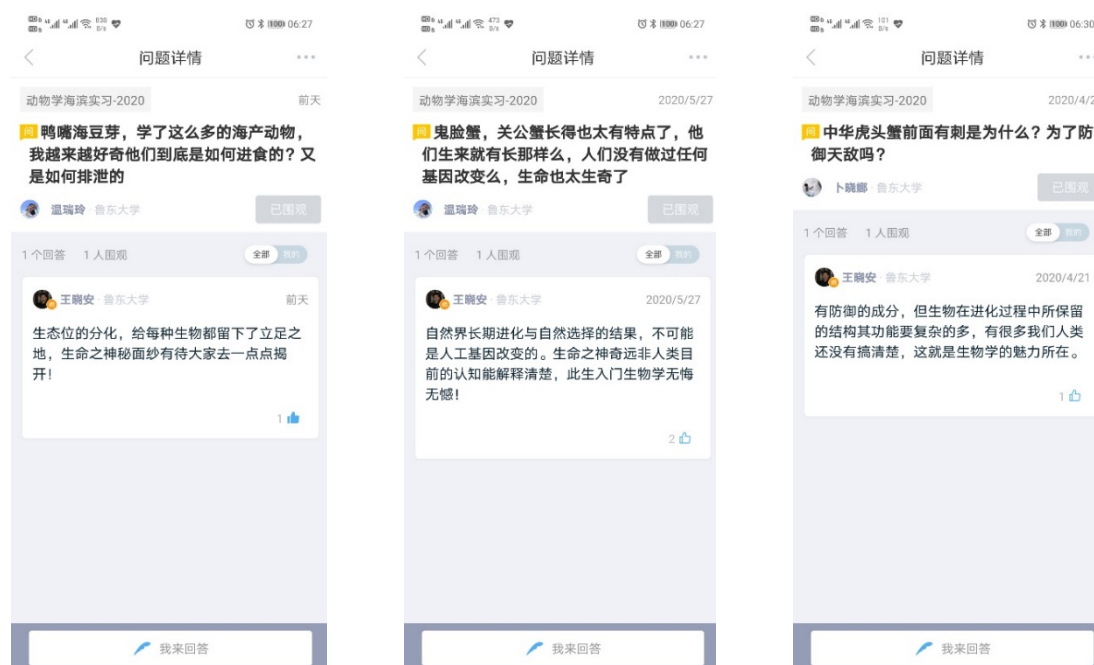 830 B/s
06:27
问题详情
动物学海滨实习-2020
前天
问 鸭嘴海豆芽，学了这么多的海产动物，
我越来越好奇他们到底是如何进食的？又
是如何排泄的
温瑞玲·鲁东大学
已围观
1个回答 1人围观
全部 我的
王晓安·鲁东大学
前天
生态位的分化，给每种生物都留下了立足之
地，生命之神秘面纱有待大家去一点点揭
开！
1
我来回答
473 B/s
06:27
问题详情
动物学海滨实习-2020
2020/5/27
问 鬼脸蟹，关公蟹长得也太有特点了，他
们生来就有长那样么，人们没有做过任何
基因改变么，生命也太生奇了
温瑞玲·鲁东大学
已围观
1个回答 1人围观
全部 我的
王晓安·鲁东大学
2020/5/27
自然界长期进化与自然选择的结果，不可能
是人工基因改变的。生命之神奇远非人类目
前的认知能解释清楚，此生入门生物学无悔
无憾！
2
我来回答
101 B/s
06:30
问题详情
动物学海滨实习-2020
2020/4/2
问 中华虎头蟹前面有刺是为什么？为了防
御天敌吗？
卜晓娜·鲁东大学
已围观
1个回答 1人围观
全部 我的
王晓安·鲁东大学
2020/4/21
有防御的成分，但生物在进化过程中所保留
的结构其功能要复杂的多，有很多我们人类
还没有搞清楚，这就是生物学的魅力所在。
1
我来回答